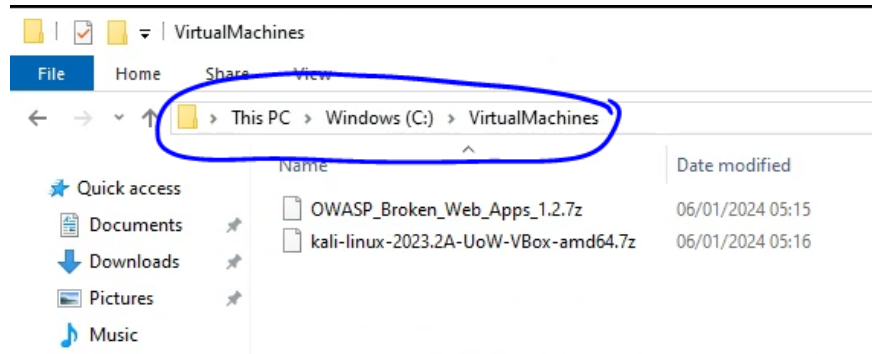 VirtualMachines
File Home Share View
This PC > Windows (C:) > VirtualMachines
Name Date modified
Quick access
OWASP_Broken_Web_Apps_1.2.7z 06/01/2024 05:15
Documents
kali-linux-2023.2A-UoW-VBox-amd64.7z 06/01/2024 05:16
Downloads
Pictures
Music